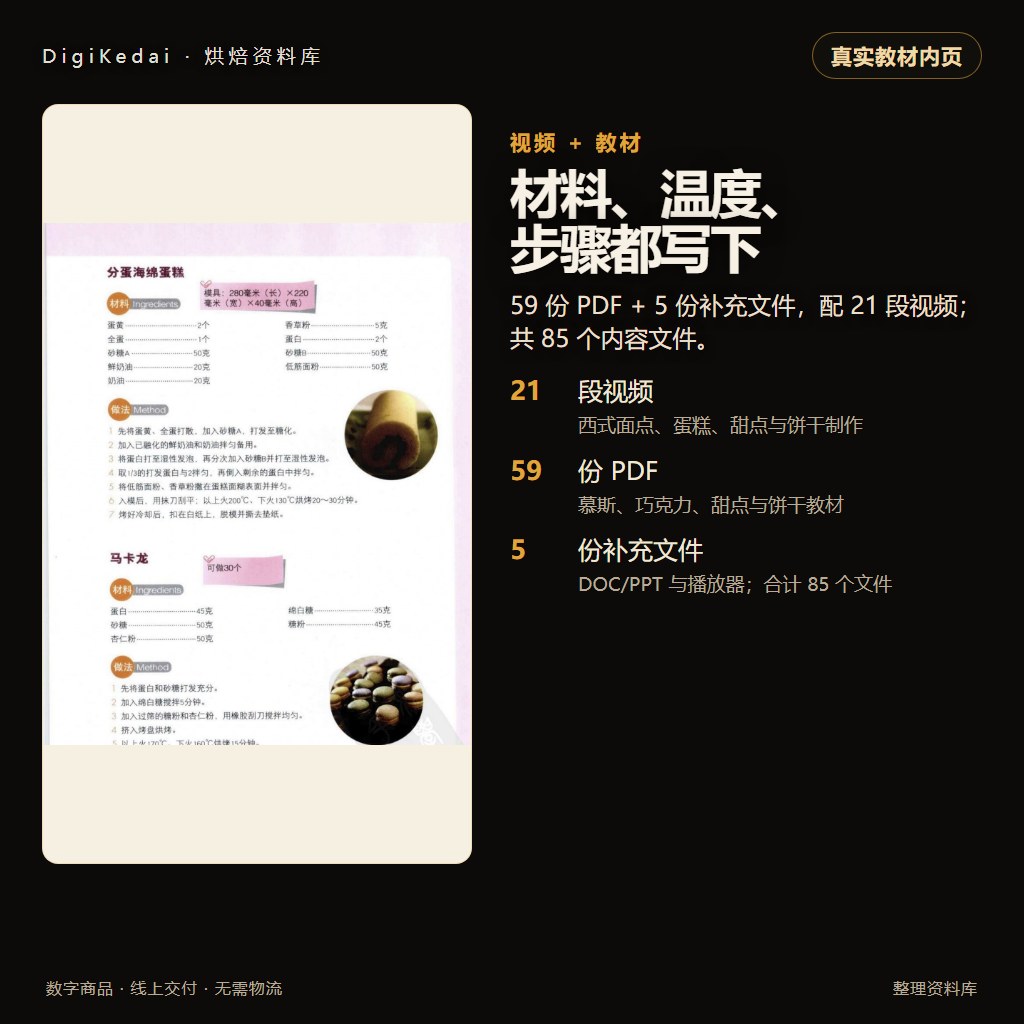 DigiKedai · 烘焙资料库
真实教材内页
分蛋海绵蛋糕
模具：280毫米（长）×220
毫米（宽）×40毫米（高）
材料 Ingredients
蛋黄 2个
香草粉 5克
全蛋 1个
蛋白 2个
砂糖A 50克
砂糖B 50克
鲜奶油 20克
低筋面粉 50克
奶油 20克
做法 Method
1 先将蛋黄、全蛋打散，加入砂糖A，打发至糖化。
2 加入已融化的鲜奶油和奶油拌匀备用。
3 将蛋白打至湿性发泡，再分次加入砂糖B并打至湿性发泡。
4 取1/3的打发蛋白与2拌匀，再倒入剩余的蛋白中拌匀。
5 将低筋面粉、香草粉撒在蛋糕面糊表面并拌匀。
6 入模后，用抹刀刮平；以上火200℃、下火130℃烘烤20～30分钟。
7 烤好冷却后，扣在白纸上，脱模并撕去垫纸。
马卡龙
可做30个
材料 Ingredients
蛋白 45克
绵白糖 35克
砂糖 50克
糖粉 45克
杏仁粉 50克
做法 Method
1 先将蛋白和砂糖打发充分。
2 加入绵白糖搅拌5分钟。
3 加入过筛的糖粉和杏仁粉，用橡胶刮刀搅拌均匀。
4 挤入烤盘烘烤。
5 以上火170℃、下火160℃烘烤15分钟。
视频 + 教材
材料、温度、
步骤都写下
59 份 PDF + 5 份补充文件，配 21 段视频；
共 85 个内容文件。
21 段视频
西式面点、蛋糕、甜点与饼干制作
59 份 PDF
慕斯、巧克力、甜点与饼干教材
5 份补充文件
DOC/PPT 与播放器；合计 85 个文件
数字商品 · 线上交付 · 无需物流
整理资料库